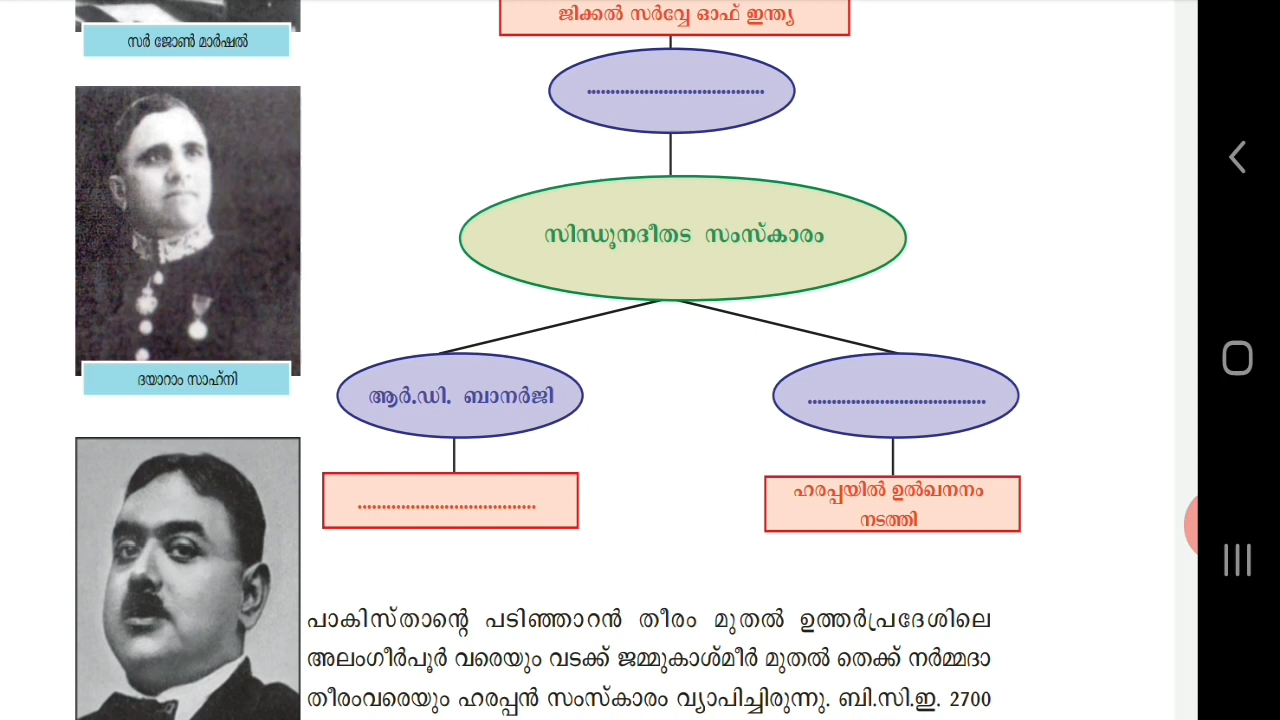 ജിക്കൽ സർവ്വേ ഓഫ് ഇന്ത്യ
സർ ജോൺ മാർഷൽ
....................................
സിന്ധുനദീതട സംസ്കാരം
ദയാറാം സാഹ്നി
ആർ.ഡി. ബാനർജി
....................................
....................................
ഹരപ്പയിൽ ഉൽഖനനം
നടത്തി
പാകിസ്താന്റെ പടിഞ്ഞാറൻ തീരം മുതൽ ഉത്തർപ്രദേശിലെ
അലംഗീർപൂർ വരെയും വടക്ക് ജമ്മുകാശ്മീർ മുതൽ തെക്ക് നർമ്മദാ
തീരംവരെയും ഹരപ്പൻ സംസ്കാരം വ്യാപിച്ചിരുന്നു. ബി.സി.ഇ. 2700